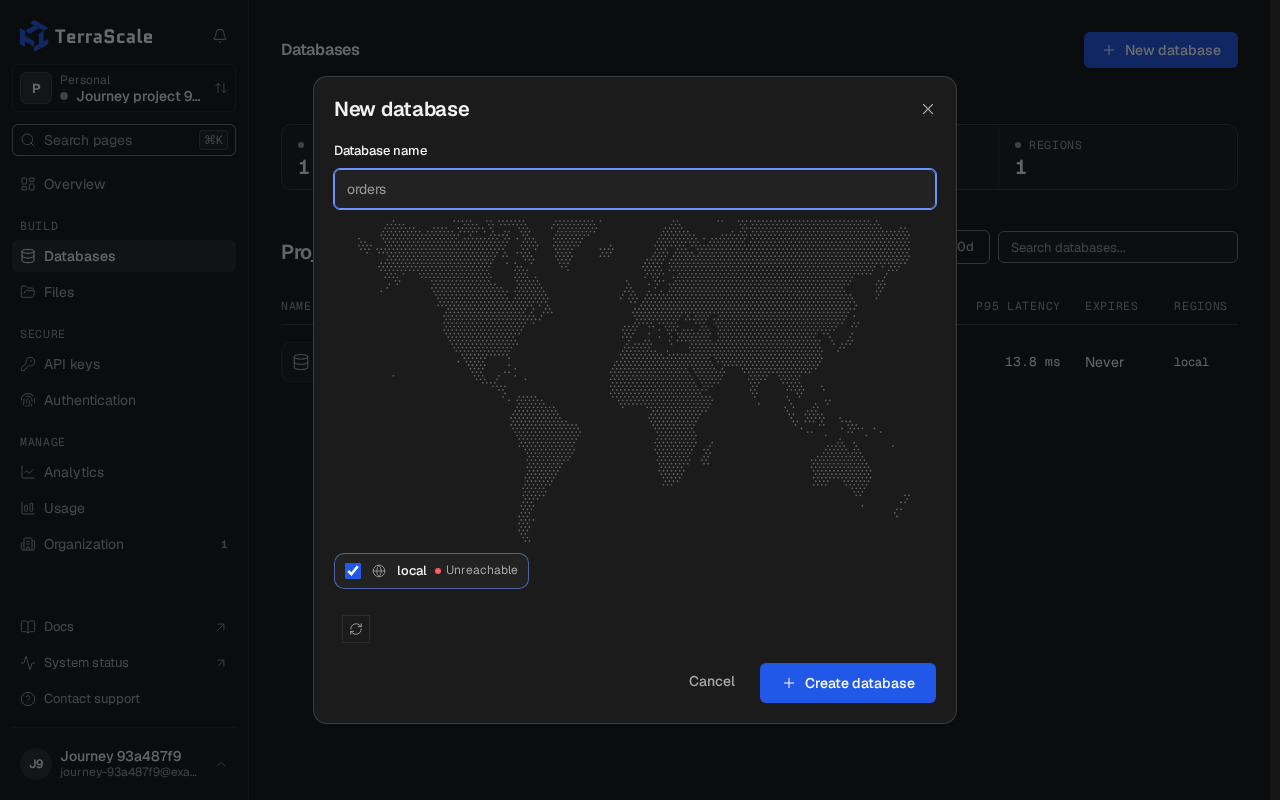 TerraScale
Personal
P
Journey project 9...
Search pages
⌘K
Overview
BUILD
Databases
Files
SECURE
API keys
Authentication
MANAGE
Analytics
Usage
Organization
1
Docs
System status
Contact support
J9
Journey 93a487f9
journey-93a487f9@exa...
Databases
New database
1
REGIONS
1
Proj
0d
Search databases...
NAME
P95 LATENCY
EXPIRES
REGIONS
13.8 ms
Never
local
New database
Database name
orders
local
Unreachable
Cancel
Create database